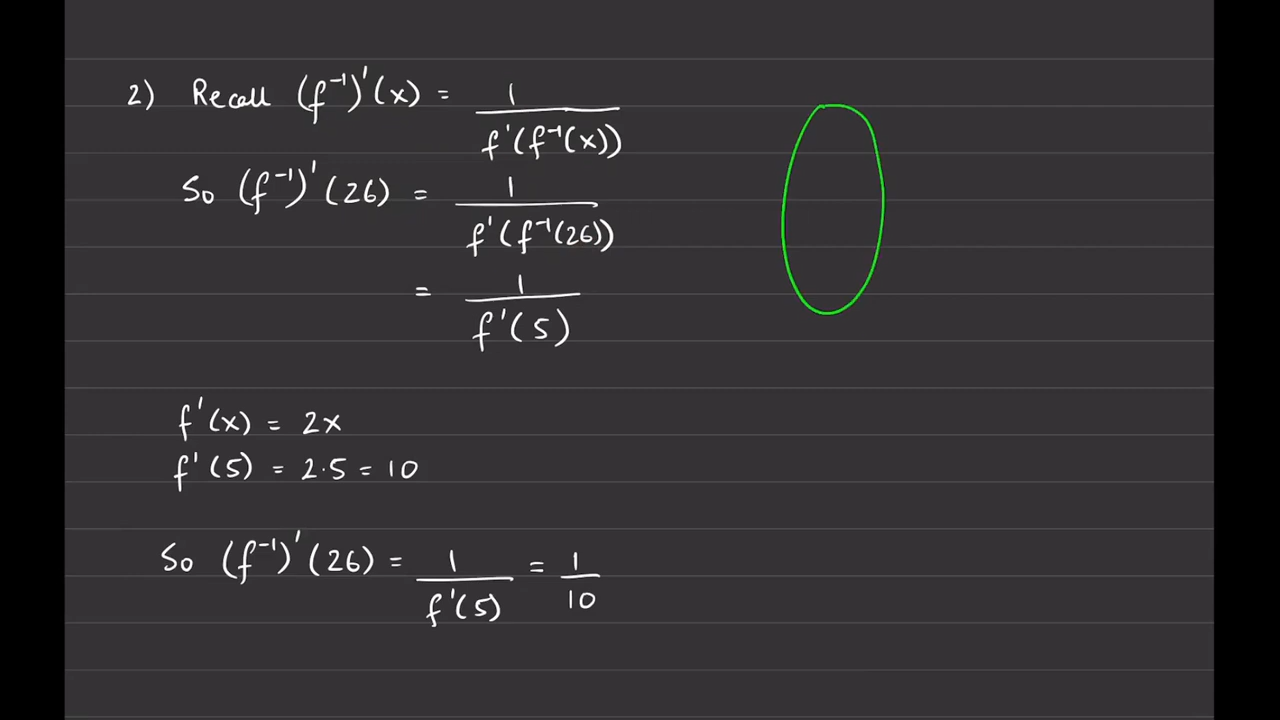 2) Recall (f⁻¹)'(x) = 1 / f'(f⁻¹(x))
So (f⁻¹)'(26) = 1 / f'(f⁻¹(26))
= 1 / f'(5)
f'(x) = 2x
f'(5) = 2·5 = 10
So (f⁻¹)'(26) = 1 / f'(5) = 1 / 10